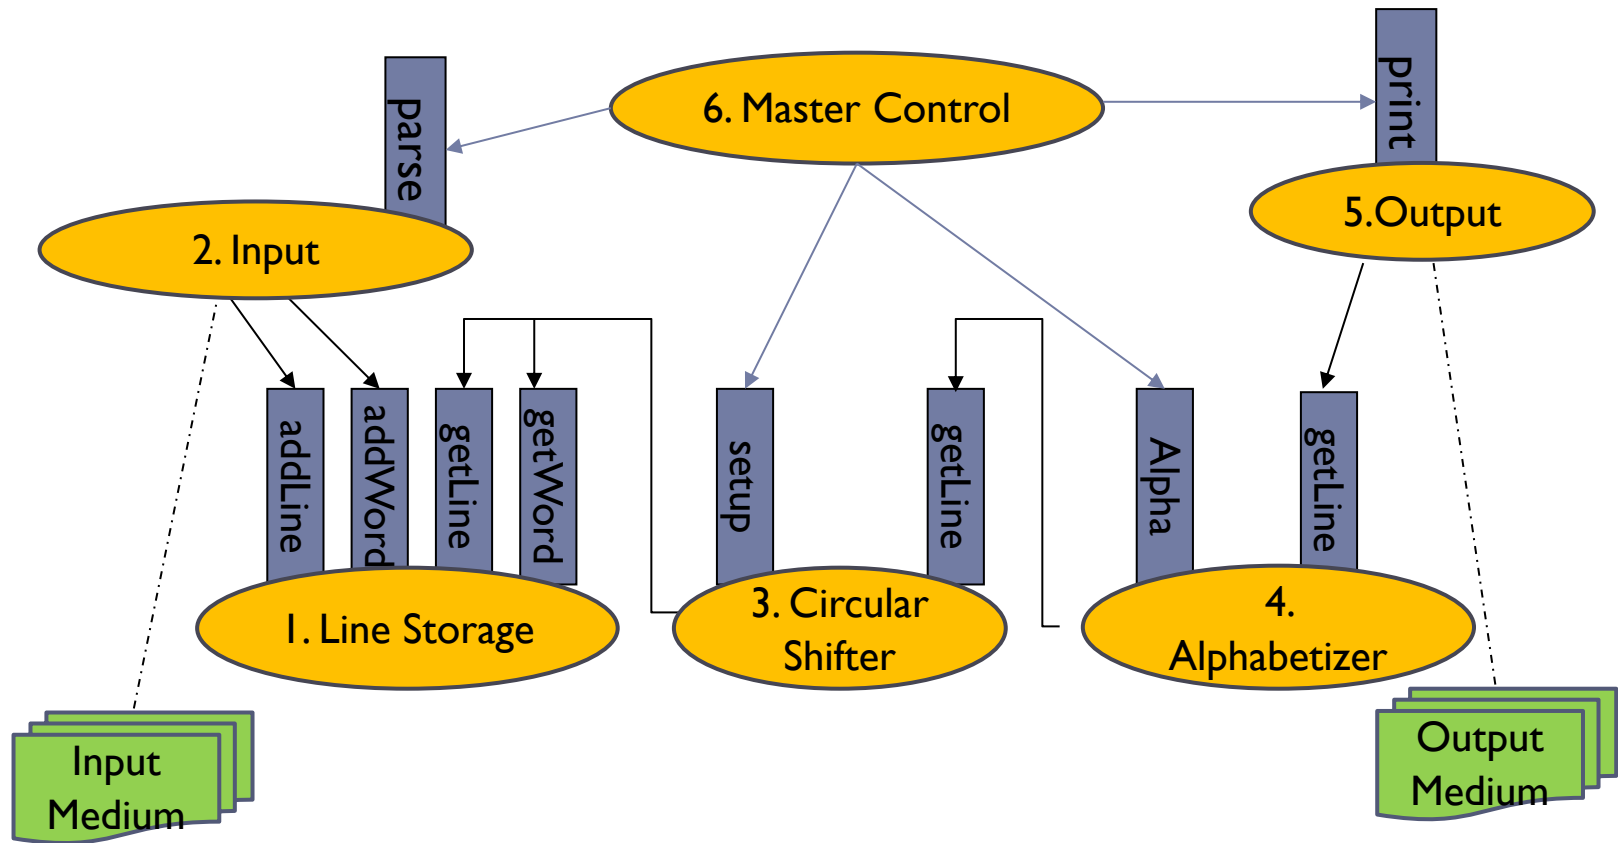 print
parse
6. Master Control
5.Output
2. Input
addLine
addWord
getLine
getWord
setup
getLine
Alpha
getLine
1. Line Storage
3. Circular
Shifter
4.
Alphabetizer
Input
Medium
Output
Medium